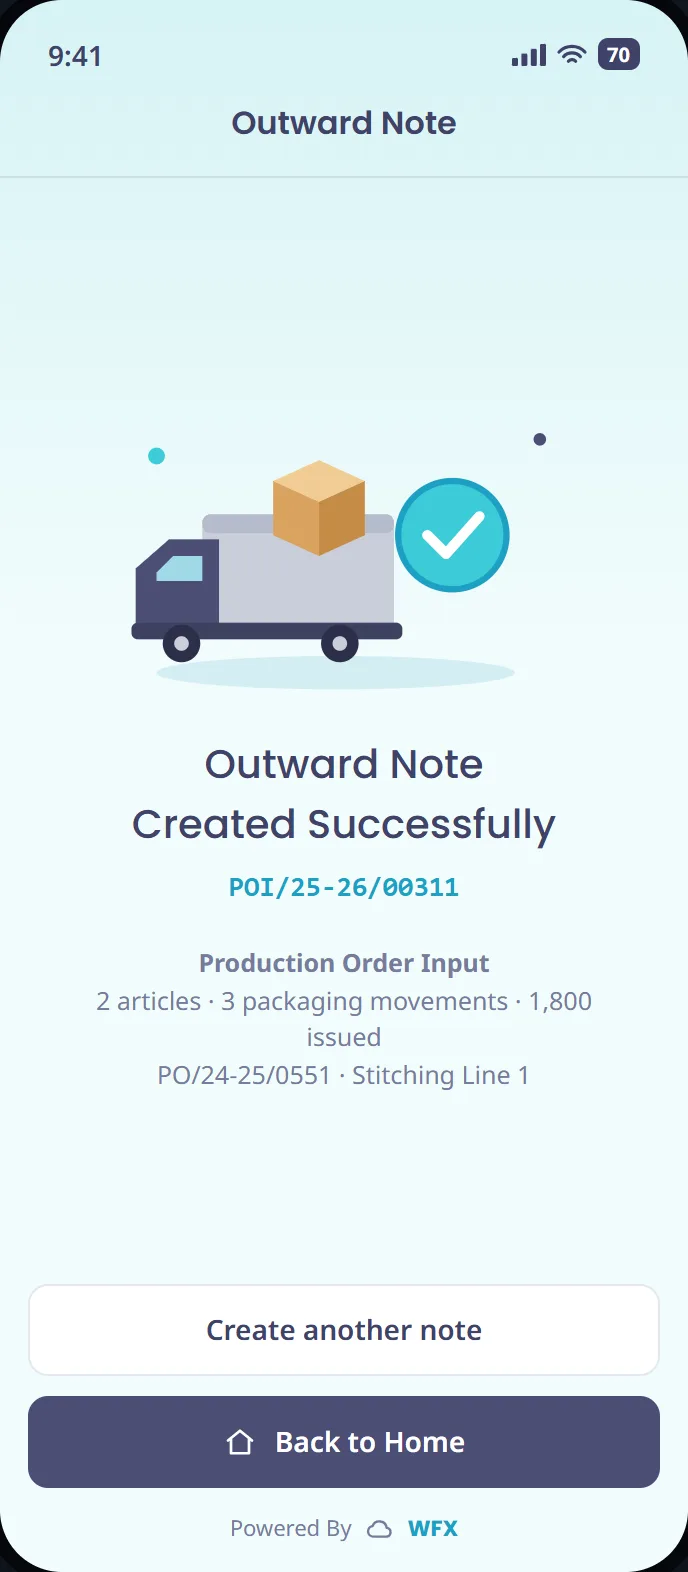 9:41
70
Outward Note
Outward Note
Created Successfully
POI/25-26/00311
Production Order Input
2 articles · 3 packaging movements · 1,800
issued
PO/24-25/0551 · Stitching Line 1
Create another note
Back to Home
Powered By WFX